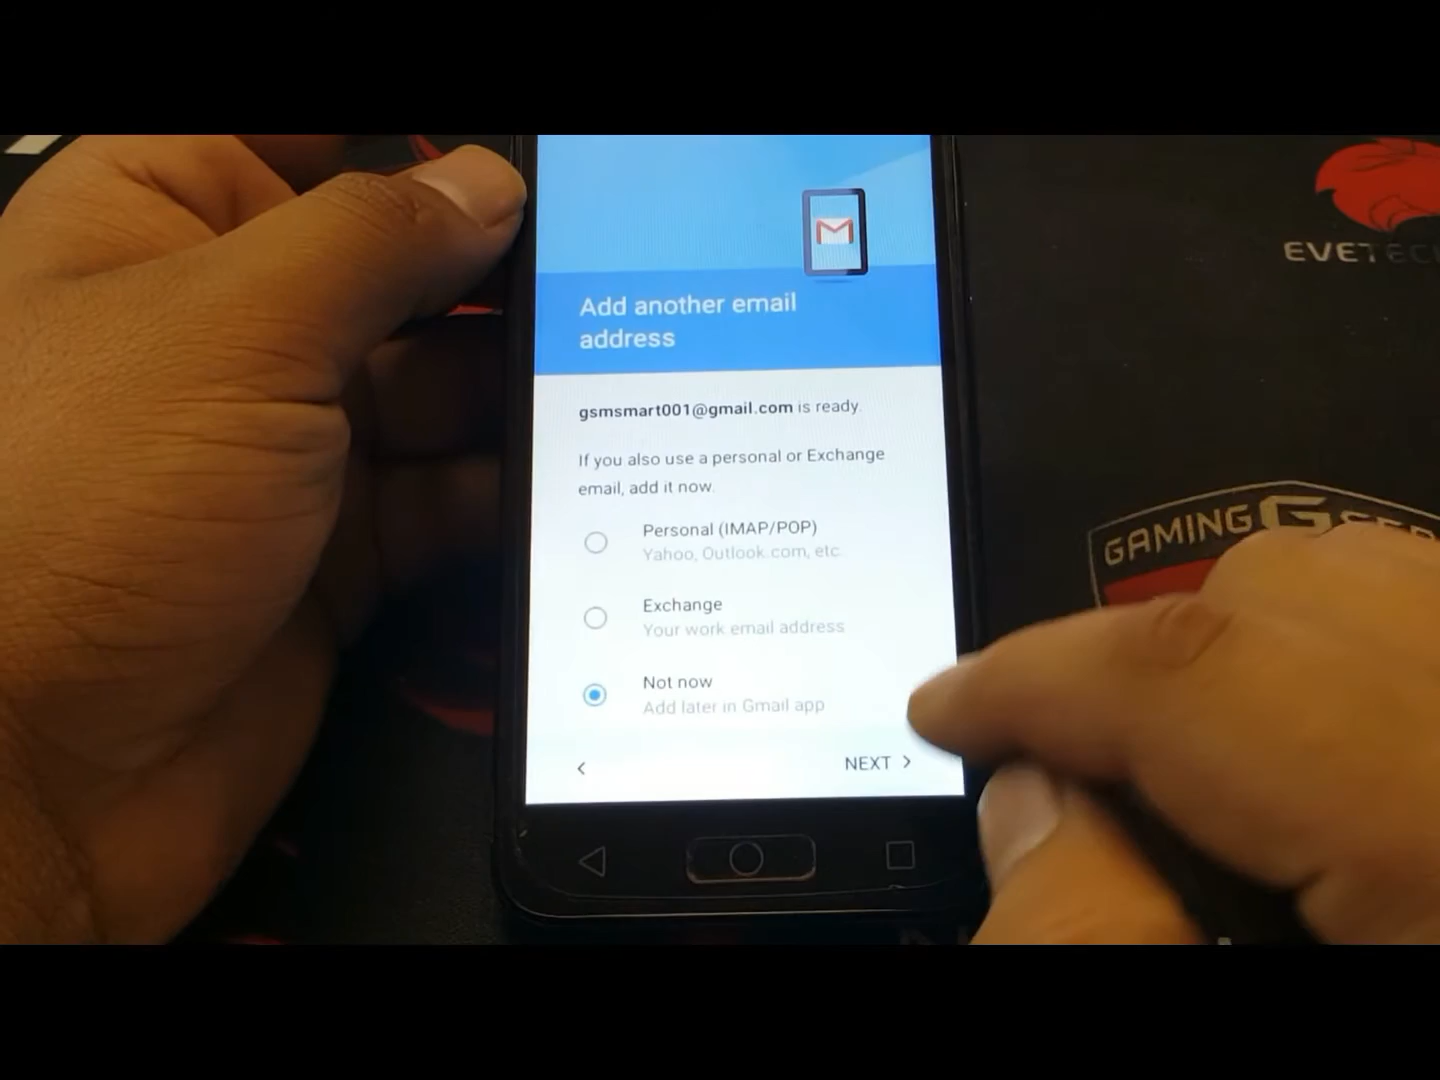 Add another email
address
gsmsmart001@gmail.com is ready.
If you also use a personal or Exchange
email, add it now.
Personal (IMAP/POP)
Yahoo, Outlook.com, etc.
Exchange
Your work email address
Not now
Add later in Gmail app
NEXT
EVETEC
GAMING G